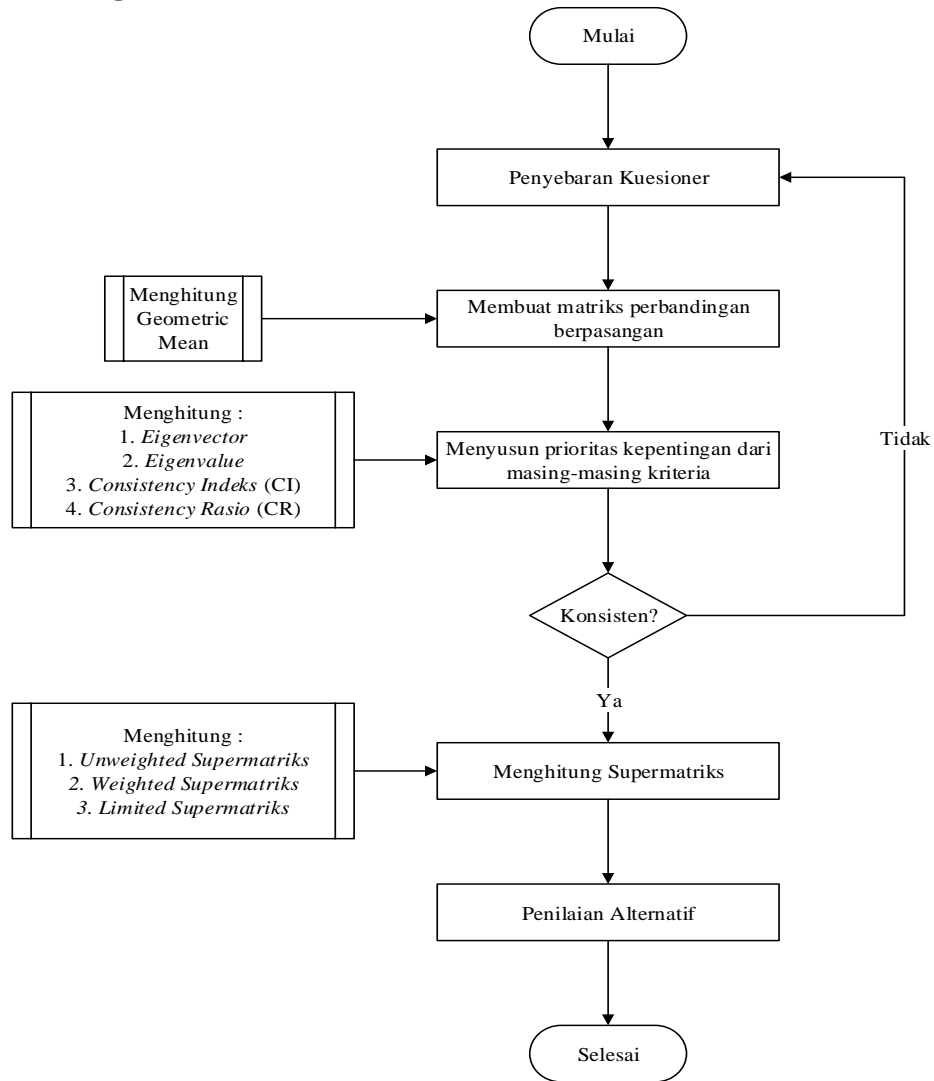 Mulai
Penyebaran Kuesioner
Menghitung
Geometric
Mean
Membuat matriks perbandingan
berpasangan
Menghitung :
1. Eigenvector
2. Eigenvalue
3. Consistency Indeks (CI)
4. Consistency Rasio (CR)
Menyusun prioritas kepentingan dari
masing-masing kriteria
Tidak
Konsisten?
Ya
Menghitung :
1. Unweighted Supermatriks
2. Weighted Supermatriks
3. Limited Supermatriks
Menghitung Supermatriks
Penilaian Alternatif
Selesai